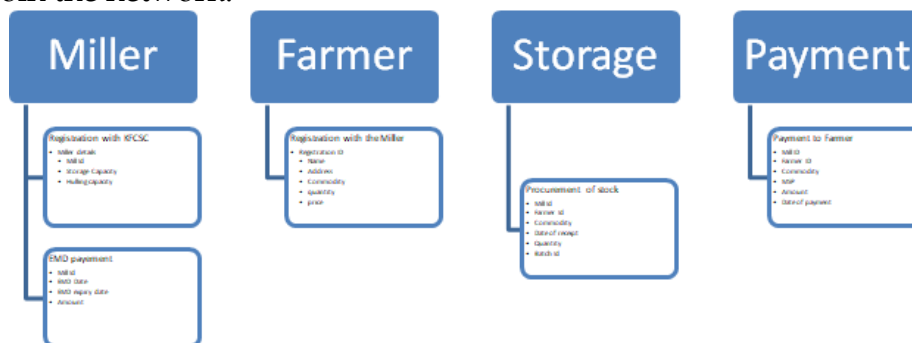 Miller
Registration with KFCSC
• Miller details
• Mill id
• Storage Capacity
• Hulling capacity
EMD payement
• Mill id
• EMD Date
• EMD expiry date
• Amount
Farmer
Registration with the Miller
• Registration ID
• Name
• Address
• Commodity
• quantity
• price
Storage
Procurement of stock
• Mill id
• Farmer id
• Commodity
• Date of receipt
• Quantity
• Batch id
Payment
Payment to Farmer
• Mill ID
• Farmer ID
• Commodity
• MSP
• Amount
• Date of payment